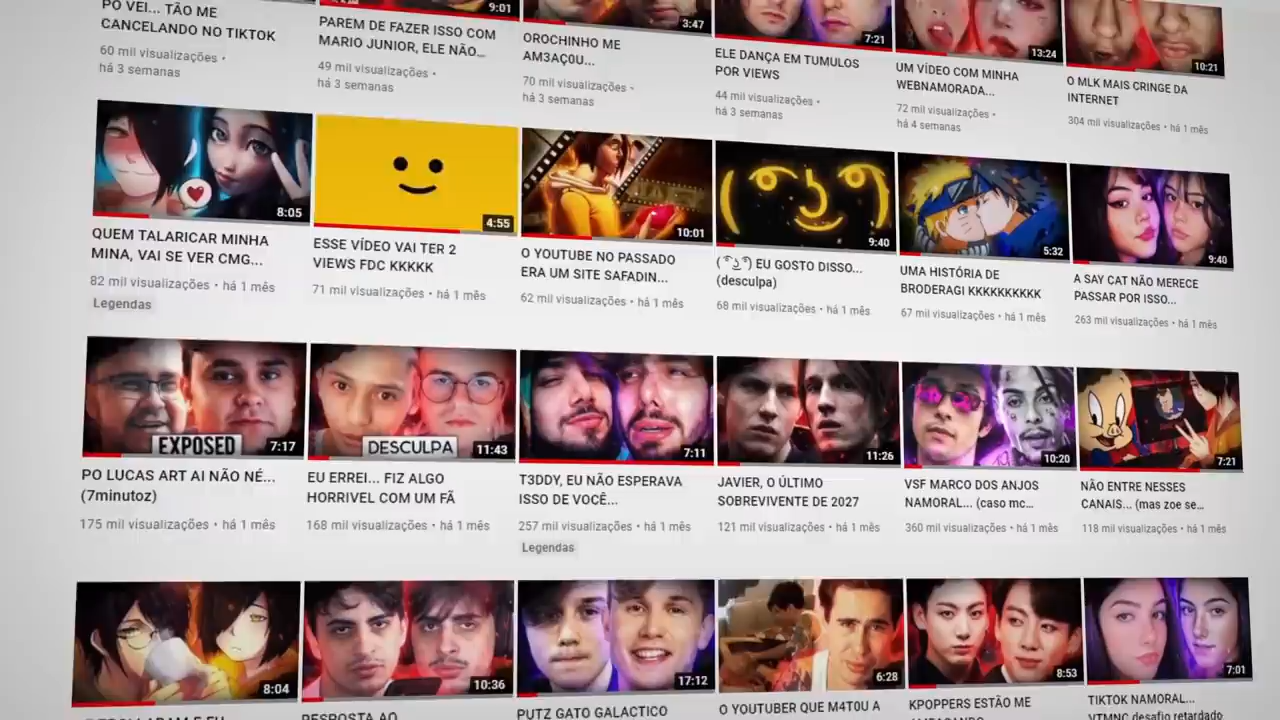 PO VEI... TÃO ME
CANCELANDO NO TIKTOK
60 mil visualizações •
há 3 semanas
9:01
PAREM DE FAZER ISSO COM
MARIO JUNIOR, ELE NÃO...
49 mil visualizações •
há 3 semanas
3:47
OROCHINHO ME
AM3AÇ0U...
70 mil visualizações •
há 3 semanas
7:21
ELE DANÇA EM TUMULOS
POR VIEWS
44 mil visualizações •
há 3 semanas
13:24
UM VÍDEO COM MINHA
WEBNAMORADA...
72 mil visualizações •
há 4 semanas
10:21
O MLK MAIS CRINGE DA
INTERNET
304 mil visualizações • há 1 mês
8:05
QUEM TALARICAR MINHA
MINA, VAI SE VER CMG...
82 mil visualizações • há 1 mês
Legendas
4:55
ESSE VÍDEO VAI TER 2
VIEWS FDC KKKKK
71 mil visualizações • há 1 mês
10:01
O YOUTUBE NO PASSADO
ERA UM SITE SAFADIN...
62 mil visualizações • há 1 mês
9:40
( ͡° ͜ʖ ͡°) EU GOSTO DISSO...
(desculpa)
68 mil visualizações • há 1 mês
5:32
UMA HISTÓRIA DE
BRODERAGI KKKKKKKKKK
67 mil visualizações • há 1 mês
9:40
A SAY CAT NÃO MERECE
PASSAR POR ISSO...
263 mil visualizações • há 1 mês
EXPOSED
7:17
PO LUCAS ART AI NÃO NÉ...
(7minutoz)
175 mil visualizações • há 1 mês
DESCULPA
11:43
EU ERREI... FIZ ALGO
HORRIVEL COM UM FÃ
168 mil visualizações • há 1 mês
7:11
T3DDY, EU NÃO ESPERAVA
ISSO DE VOCÊ...
257 mil visualizações • há 1 mês
Legendas
11:26
JAVIER, O ÚLTIMO
SOBREVIVENTE DE 2027
121 mil visualizações • há 1 mês
10:20
VSF MARCO DOS ANJOS
NAMORAL... (caso mc...
360 mil visualizações • há 1 mês
7:21
NÃO ENTRE NESSES
CANAIS... (mas zoe se...
118 mil visualizações • há 1 mês
8:04
E EU
10:36
RESPOSTA AO
17:12
PUTZ GATO GALACTICO
6:28
O YOUTUBER QUE M4T0U A
8:53
KPOPPERS ESTÃO ME
7:01
TIKTOK NAMORAL...
VTMNC desafio retardado